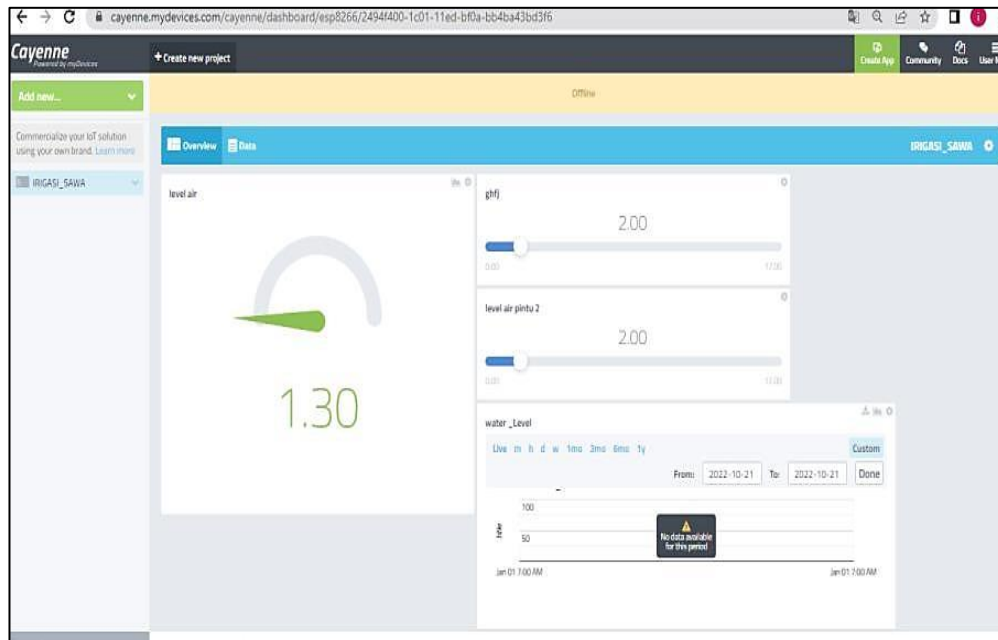 cayenne.mydevices.com/cayenne/dashboard/esp8266/2494f400-1c01-11ed-bf0a-bb4ba43bd3f6
Cayenne
Powered by myDevices
+ Create new project
Create App
Community
Docs
User
Add new...
Offline
Commercialize your IoT solution
using your own brand. Learn more
Overview
Data
IRIGASI_SAWA
IRIGASI_SAWA
level air
1.30
ghfj
2.00
0.00
level air pintu 2
2.00
0.00
water _Level
Live m h d w 1mo 3mo 6mo 1y
Custom
From: 2022-10-21 To: 2022-10-21 Done
100
50
No data available
for this period
Jan 01 7:00 AM
Jan 01 7:00 AM